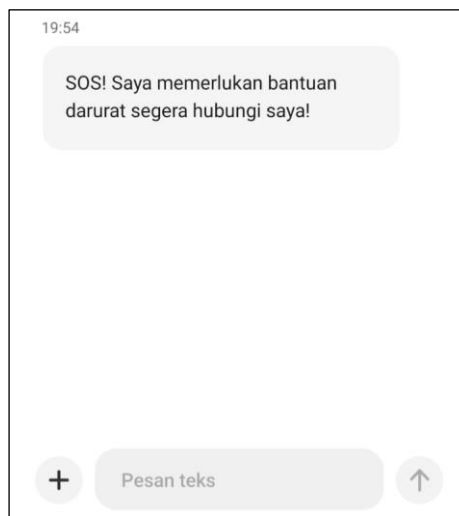 19:54
SOS! Saya memerlukan bantuan
darurat segera hubungi saya!
Pesan teks